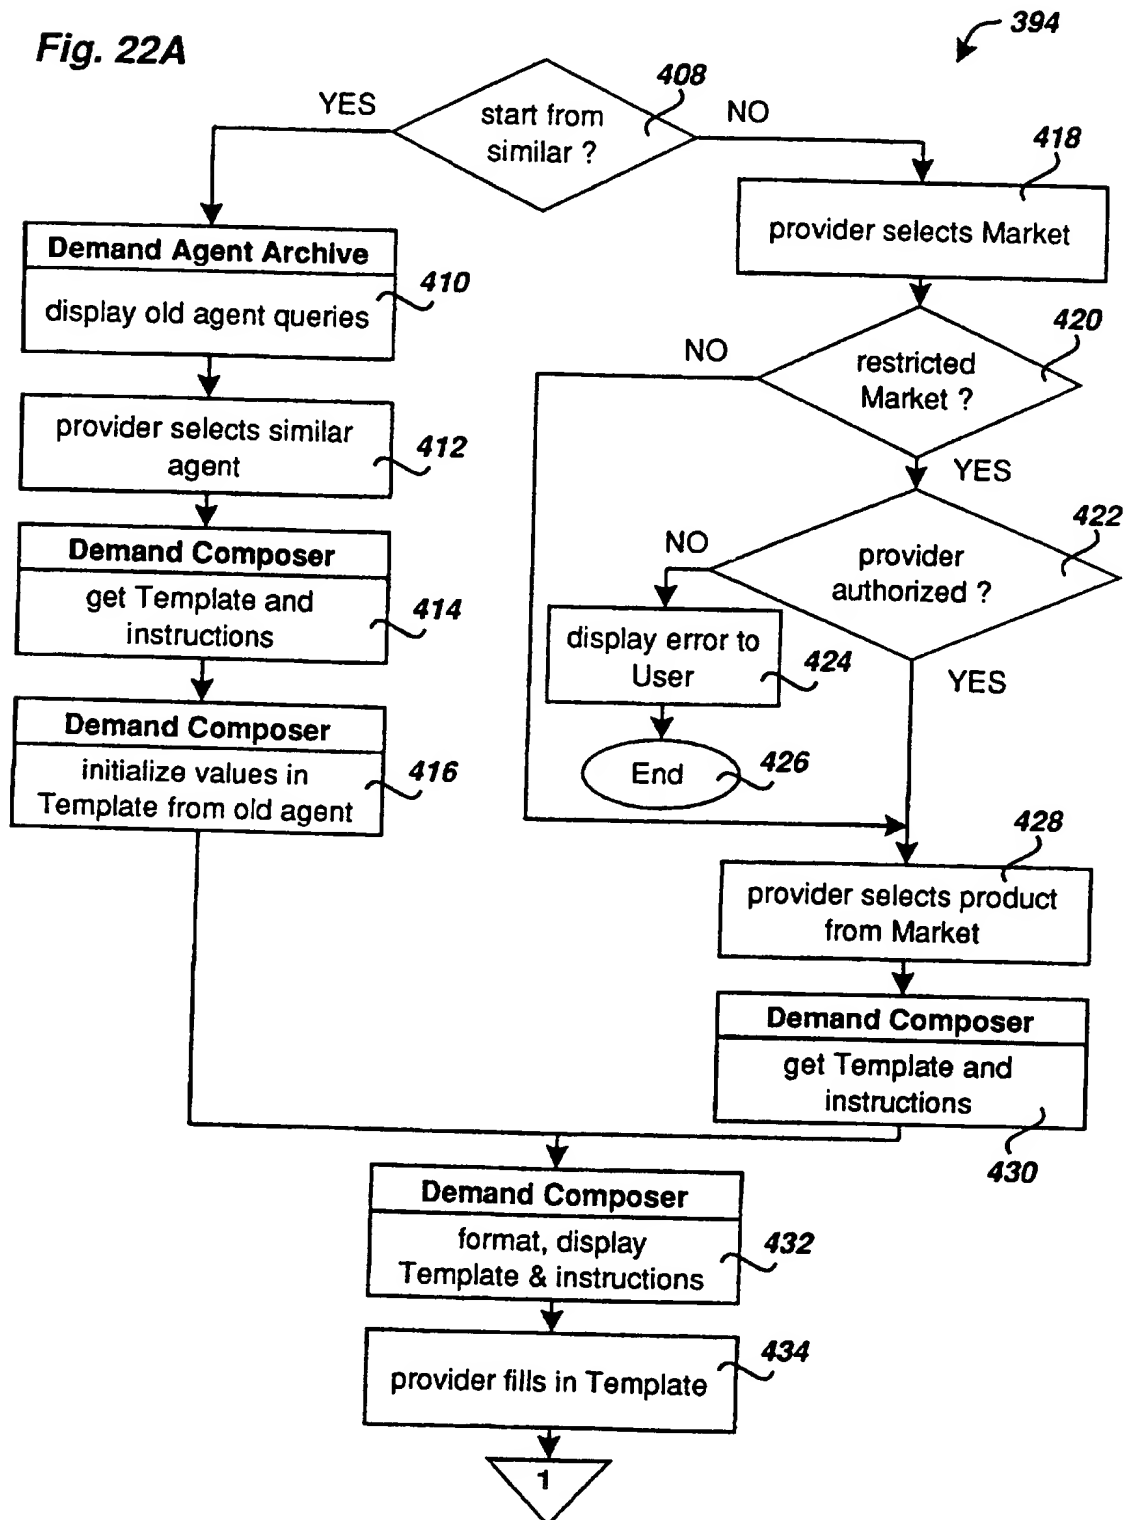 Fig. 22A
394
408
YES
start from
similar ?
NO
418
provider selects Market
Demand Agent Archive
410
display old agent queries
420
NO
restricted
Market ?
YES
provider selects similar
agent
412
422
NO
provider
authorized ?
YES
Demand Composer
get Template and
instructions
414
display error to
User
424
Demand Composer
initialize values in
Template from old agent
416
End
426
428
provider selects product
from Market
Demand Composer
get Template and
instructions
430
Demand Composer
format, display
Template & instructions
432
provider fills in Template
434
1